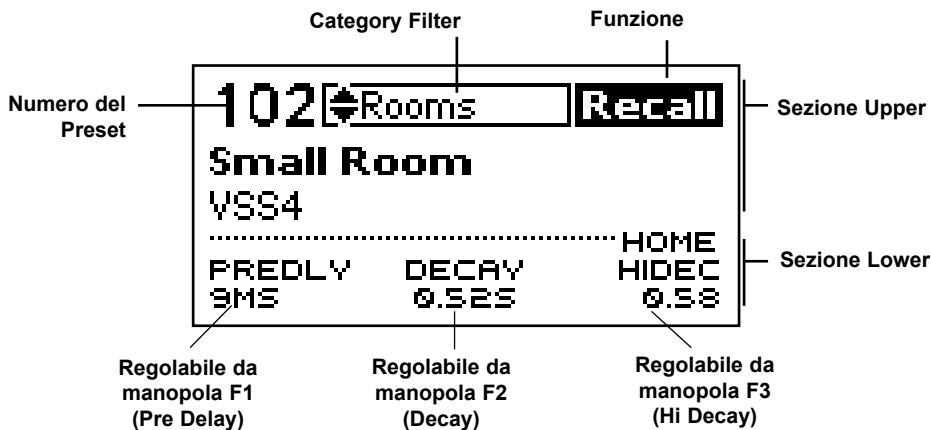 Category Filter
Funzione
Numero del
Preset
102 Rooms Recall
Sezione Upper
Small Room
VSS4
HOME
Sezione Lower
PREDLY DECAY HIDEC
9MS 0.52S 0.58
Regolabile da
manopola F1
(Pre Delay)
Regolabile da
manopola F2
(Decay)
Regolabile da
manopola F3
(Hi Decay)